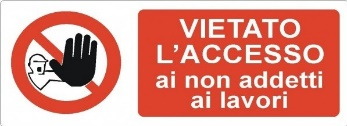 VIETATO
L'ACCESSO
ai non addetti
ai lavori